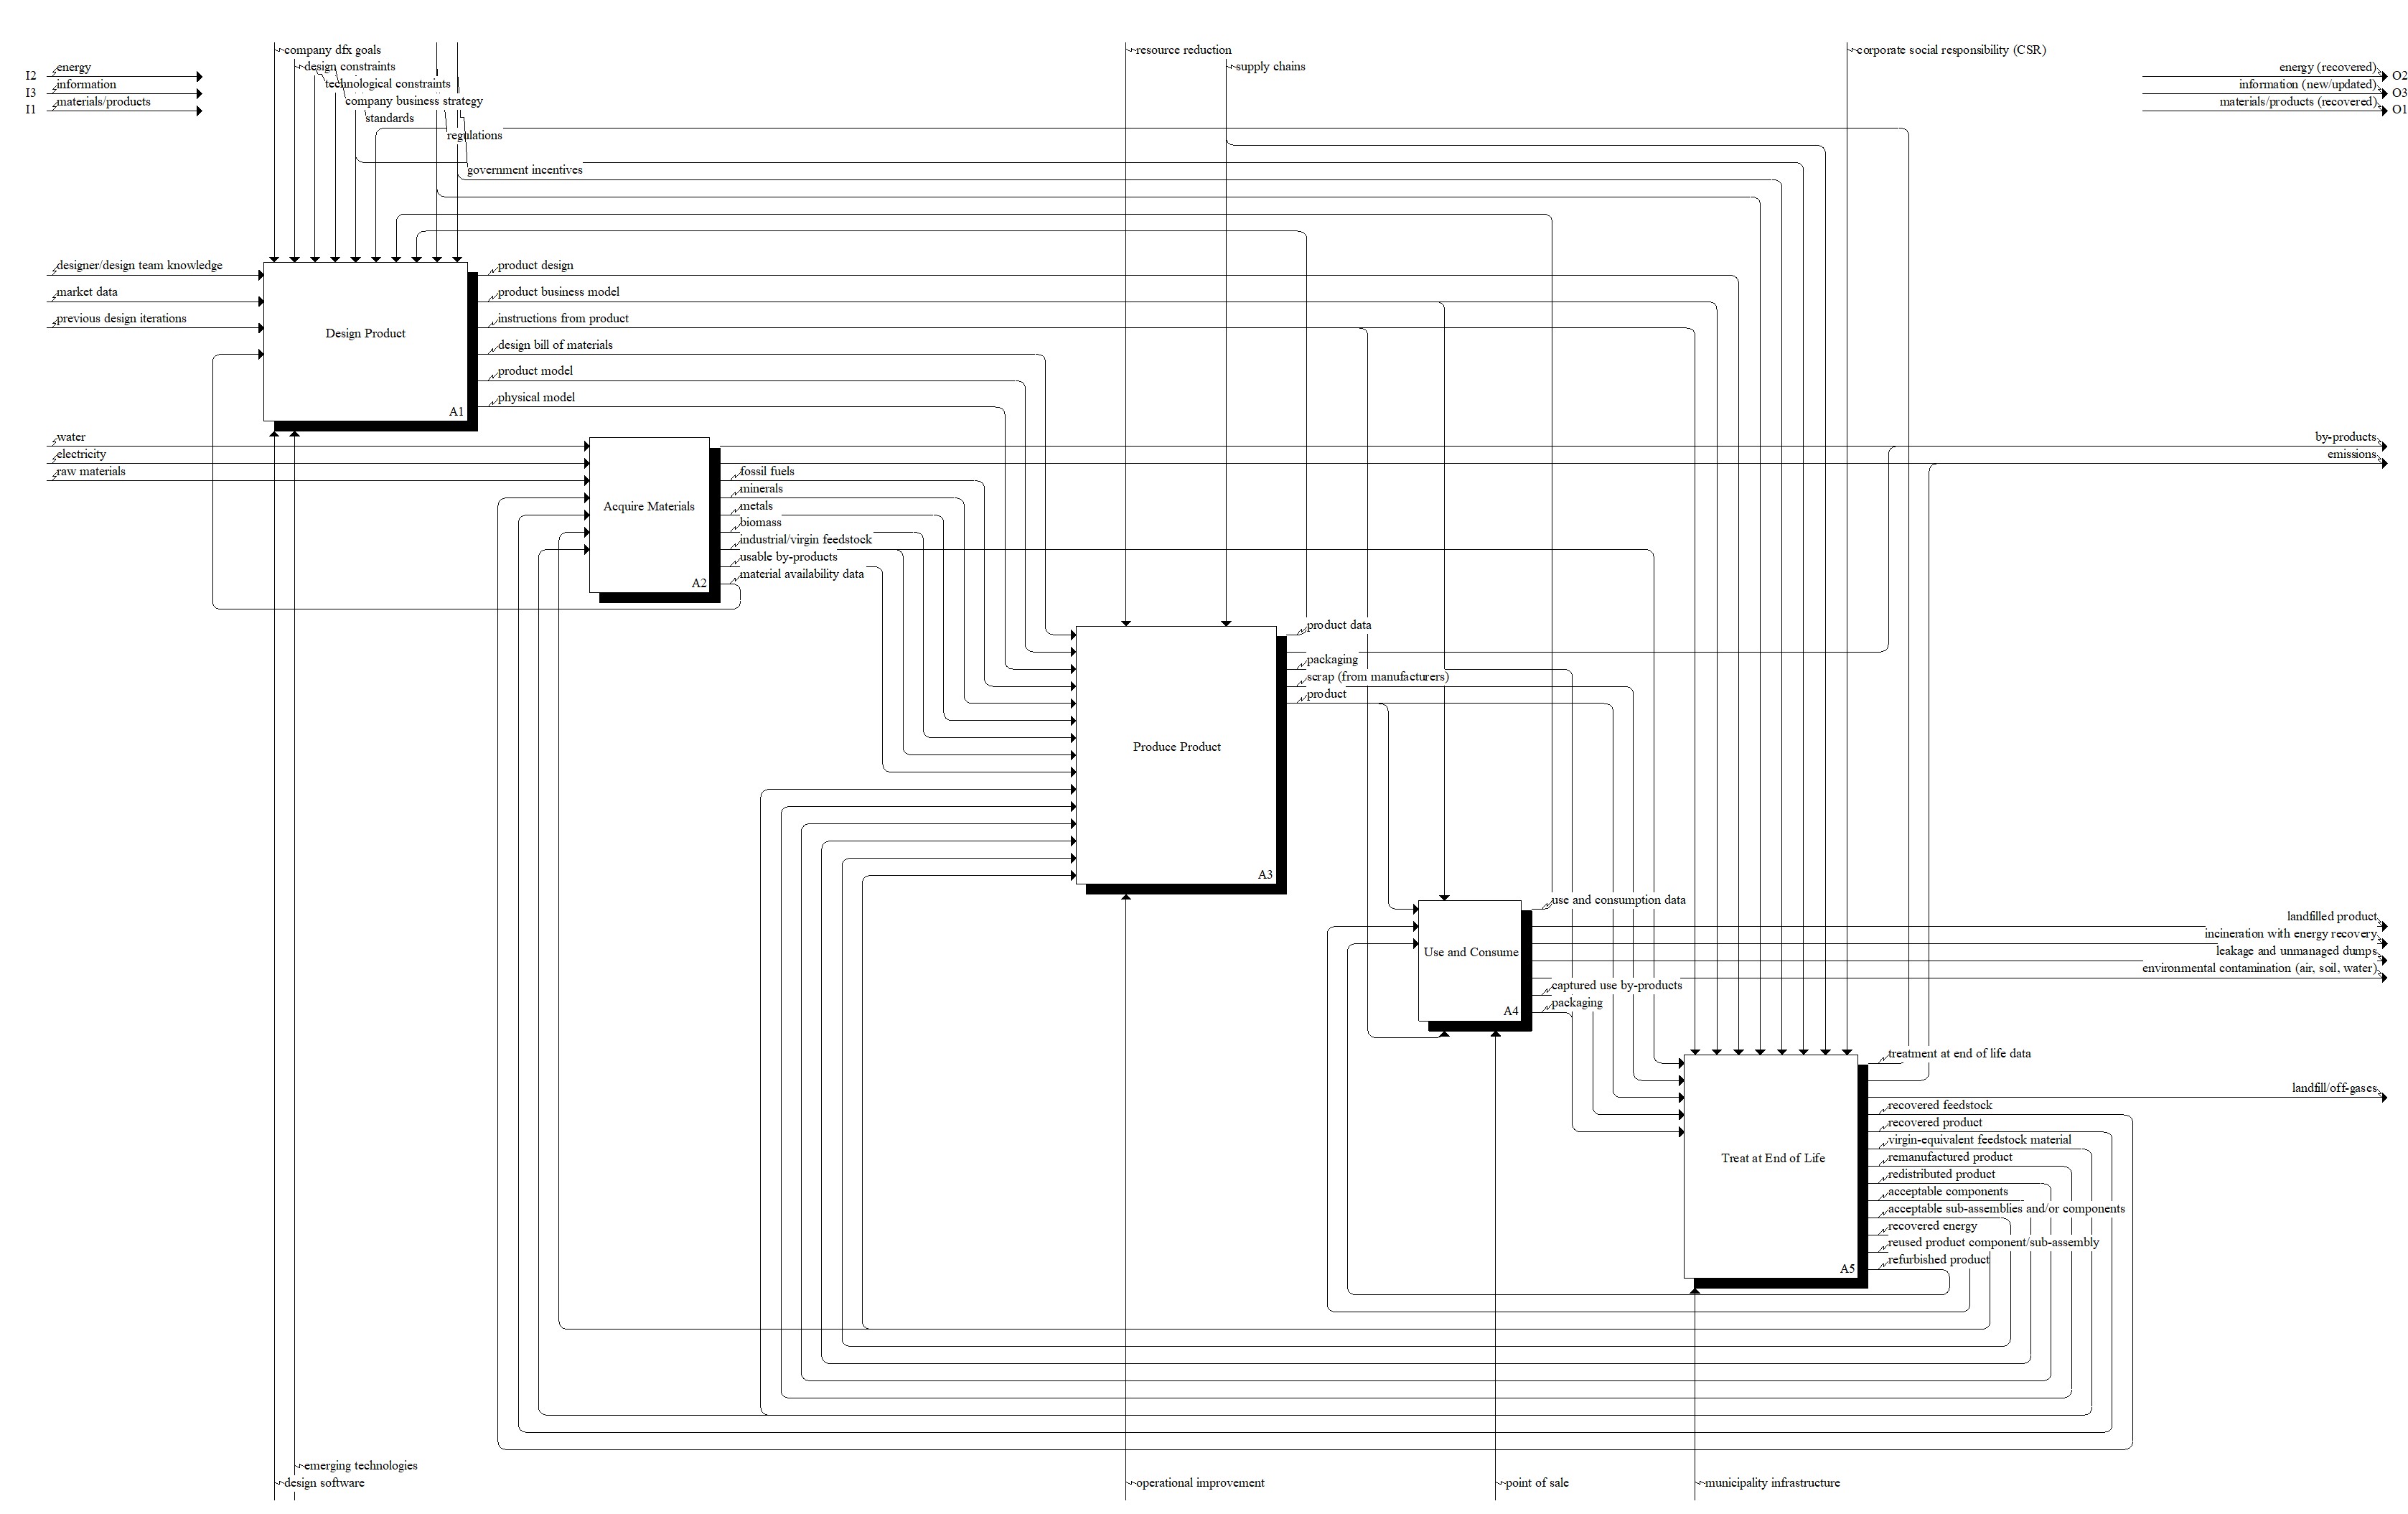 company dfx goals
resource reduction
corporate social responsibility (CSR)
design constraints
supply chains
I2 energy
energy (recovered) O2
technological constraints
I3 information
information (new/updated) O3
company business strategy
I1 materials/products
materials/products (recovered) O1
standards
regulations
government incentives
designer/design team knowledge
product design
market data
product business model
previous design iterations
instructions from product
Design Product
design bill of materials
product model
physical model
A1
water
by-products
electricity
emissions
raw materials
fossil fuels
minerals
Acquire Materials
metals
biomass
industrial/virgin feedstock
usable by-products
material availability data
A2
product data
packaging
scrap (from manufacturers)
product
Produce Product
A3
use and consumption data
landfilled product
incineration with energy recovery
Use and Consume
leakage and unmanaged dumps
environmental contamination (air, soil, water)
captured use by-products
packaging
A4
treatment at end of life data
landfill/off-gases
recovered feedstock
recovered product
virgin-equivalent feedstock material
Treat at End of Life
remanufactured product
redistributed product
acceptable components
acceptable sub-assemblies and/or components
recovered energy
reused product component/sub-assembly
refurbished product
A5
emerging technologies
design software
operational improvement
point of sale
municipality infrastructure